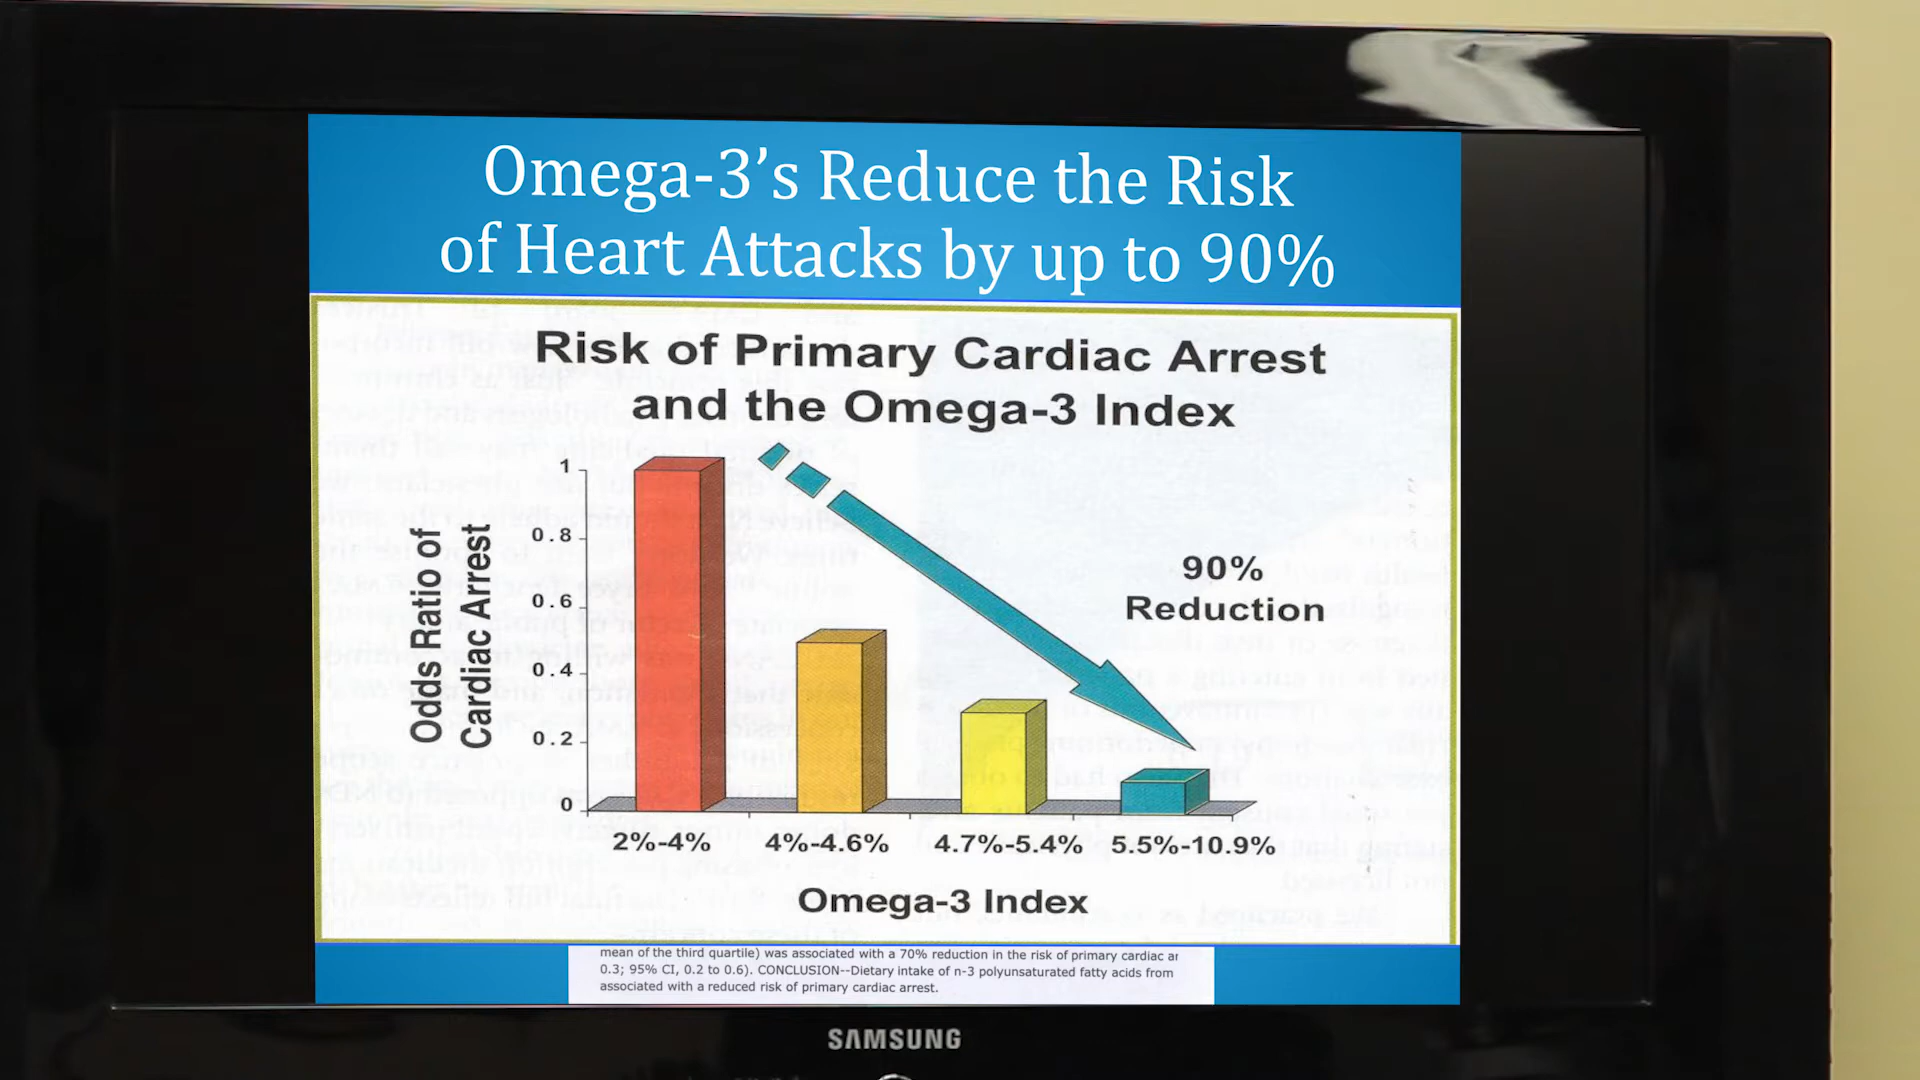 Omega-3’s Reduce the Risk
of Heart Attacks by up to 90%
Risk of Primary Cardiac Arrest
and the Omega-3 Index
Odds Ratio of
Cardiac Arrest
1
0.8
0.6
0.4
0.2
0
90%
Reduction
2%-4% 4%-4.6% 4.7%-5.4% 5.5%-10.9%
Omega-3 Index
mean of the third quartile) was associated with a 70% reduction in the risk of primary cardiac ar
0.3; 95% CI, 0.2 to 0.6). CONCLUSION--Dietary intake of n-3 polyunsaturated fatty acids from
associated with a reduced risk of primary cardiac arrest.
SAMSUNG